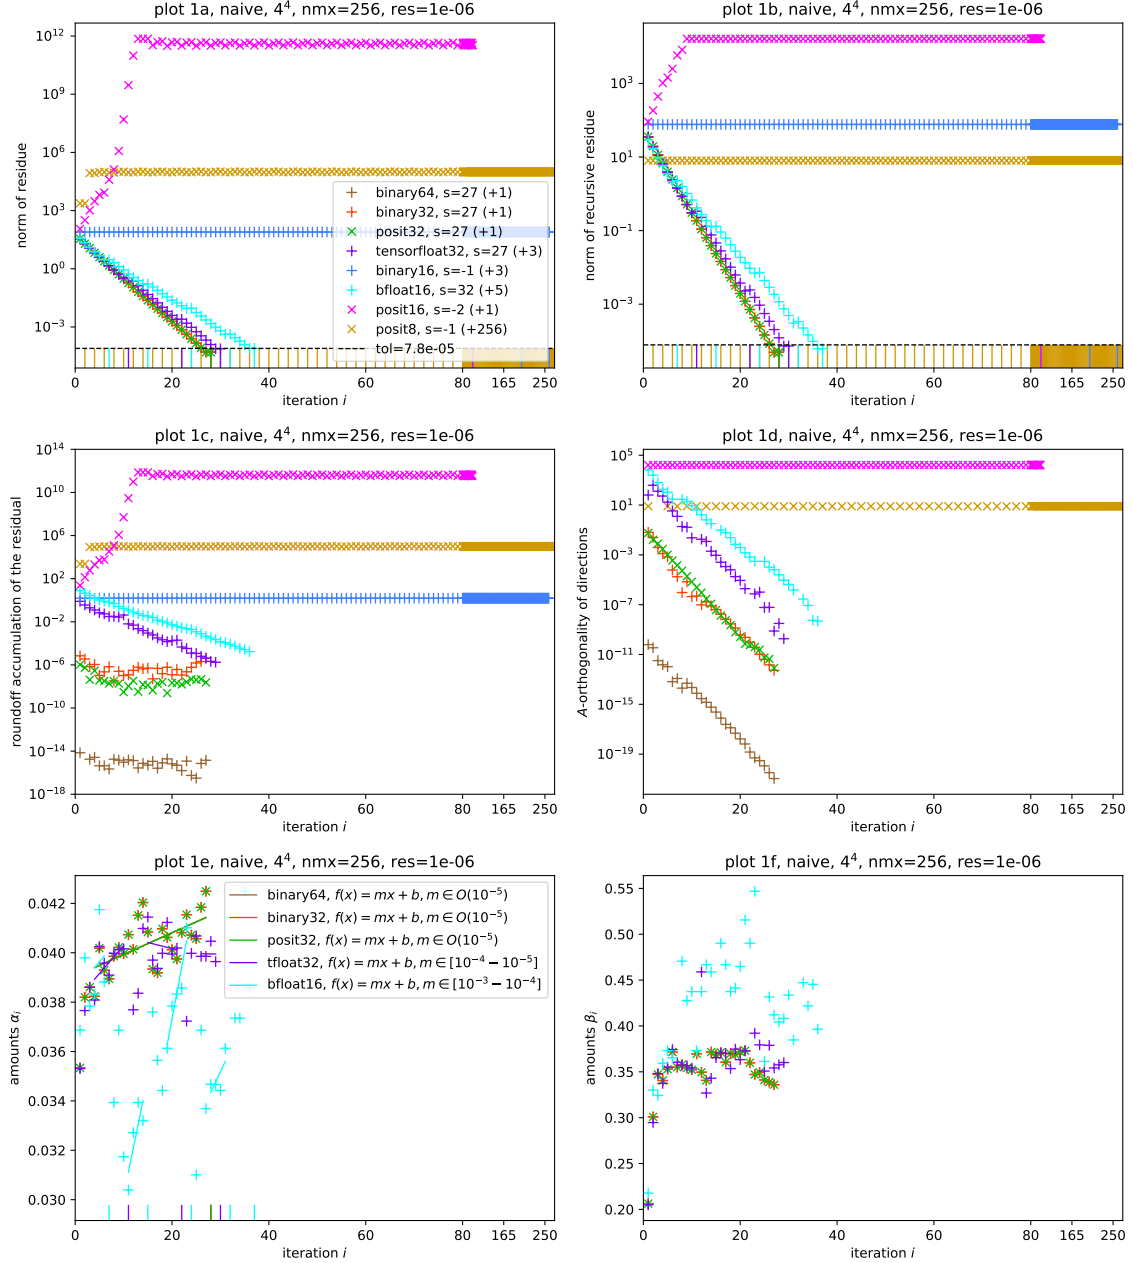 plot 1a, naive, 4⁴, nmx=256, res=1e-06
norm of residue
10¹²
10⁹
10⁶
10³
10⁰
10⁻³
binary64, s=27 (+1)
binary32, s=27 (+1)
posit32, s=27 (+1)
tensorfloat32, s=27 (+3)
binary16, s=-1 (+3)
bfloat16, s=32 (+5)
posit16, s=-2 (+1)
posit8, s=-1 (+256)
tol=7.8e-05
0 20 40 60 80 165 250
iteration i
plot 1b, naive, 4⁴, nmx=256, res=1e-06
norm of recursive residue
10³
10¹
10⁻¹
10⁻³
0 20 40 60 80 165 250
iteration i
plot 1c, naive, 4⁴, nmx=256, res=1e-06
roundoff accumulation of the residual
10¹⁴
10¹⁰
10⁶
10²
10⁻²
10⁻⁶
10⁻¹⁰
10⁻¹⁴
10⁻¹⁸
0 20 40 60 80 165 250
iteration i
plot 1d, naive, 4⁴, nmx=256, res=1e-06
A-orthogonality of directions
10⁵
10¹
10⁻³
10⁻⁷
10⁻¹¹
10⁻¹⁵
10⁻¹⁹
0 20 40 60 80 165 250
iteration i
plot 1e, naive, 4⁴, nmx=256, res=1e-06
amounts αᵢ
0.042
0.040
0.038
0.036
0.034
0.032
0.030
binary64, f(x) = mx + b, m ∈ O(10⁻⁵)
binary32, f(x) = mx + b, m ∈ O(10⁻⁵)
posit32, f(x) = mx + b, m ∈ O(10⁻⁵)
tfloat32, f(x) = mx + b, m ∈ [10⁻⁴ − 10⁻⁵]
bfloat16, f(x) = mx + b, m ∈ [10⁻³ − 10⁻⁴]
0 20 40 60 80 165 250
iteration i
plot 1f, naive, 4⁴, nmx=256, res=1e-06
amounts βᵢ
0.55
0.50
0.45
0.40
0.35
0.30
0.25
0.20
0 20 40 60 80 165 250
iteration i